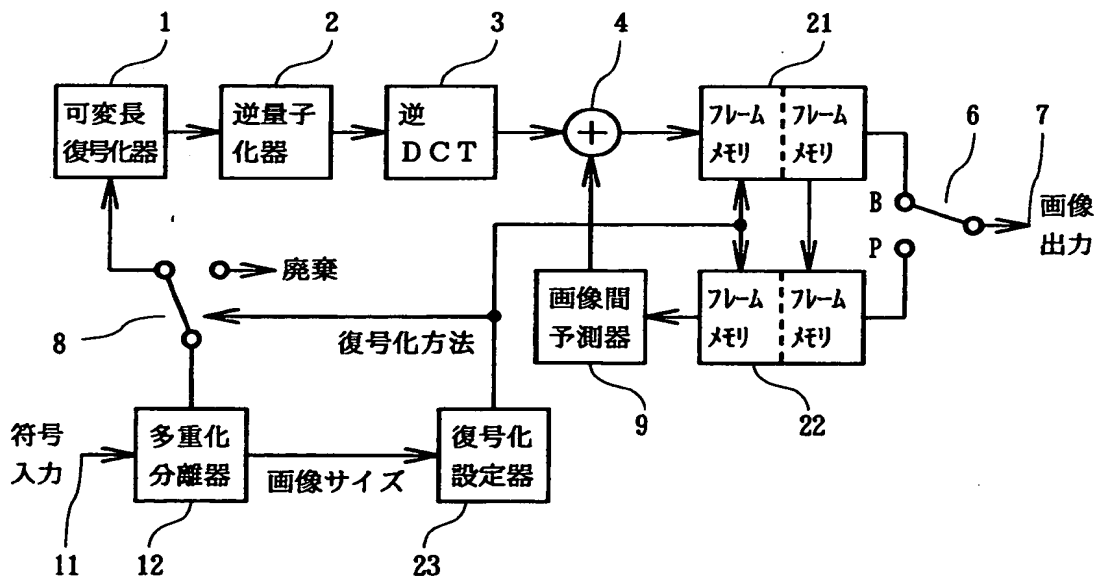 1
2
3
4
21
可変長
復号化器
逆量子
化器
逆
DCT
+
フレーム
メモリ
フレーム
メモリ
6
7
B
P
画像
出力
廃棄
8
復号化方法
画像間
予測器
フレーム
メモリ
フレーム
メモリ
9
22
符号
入力
多重化
分離器
画像サイズ
復号化
設定器
11
12
23